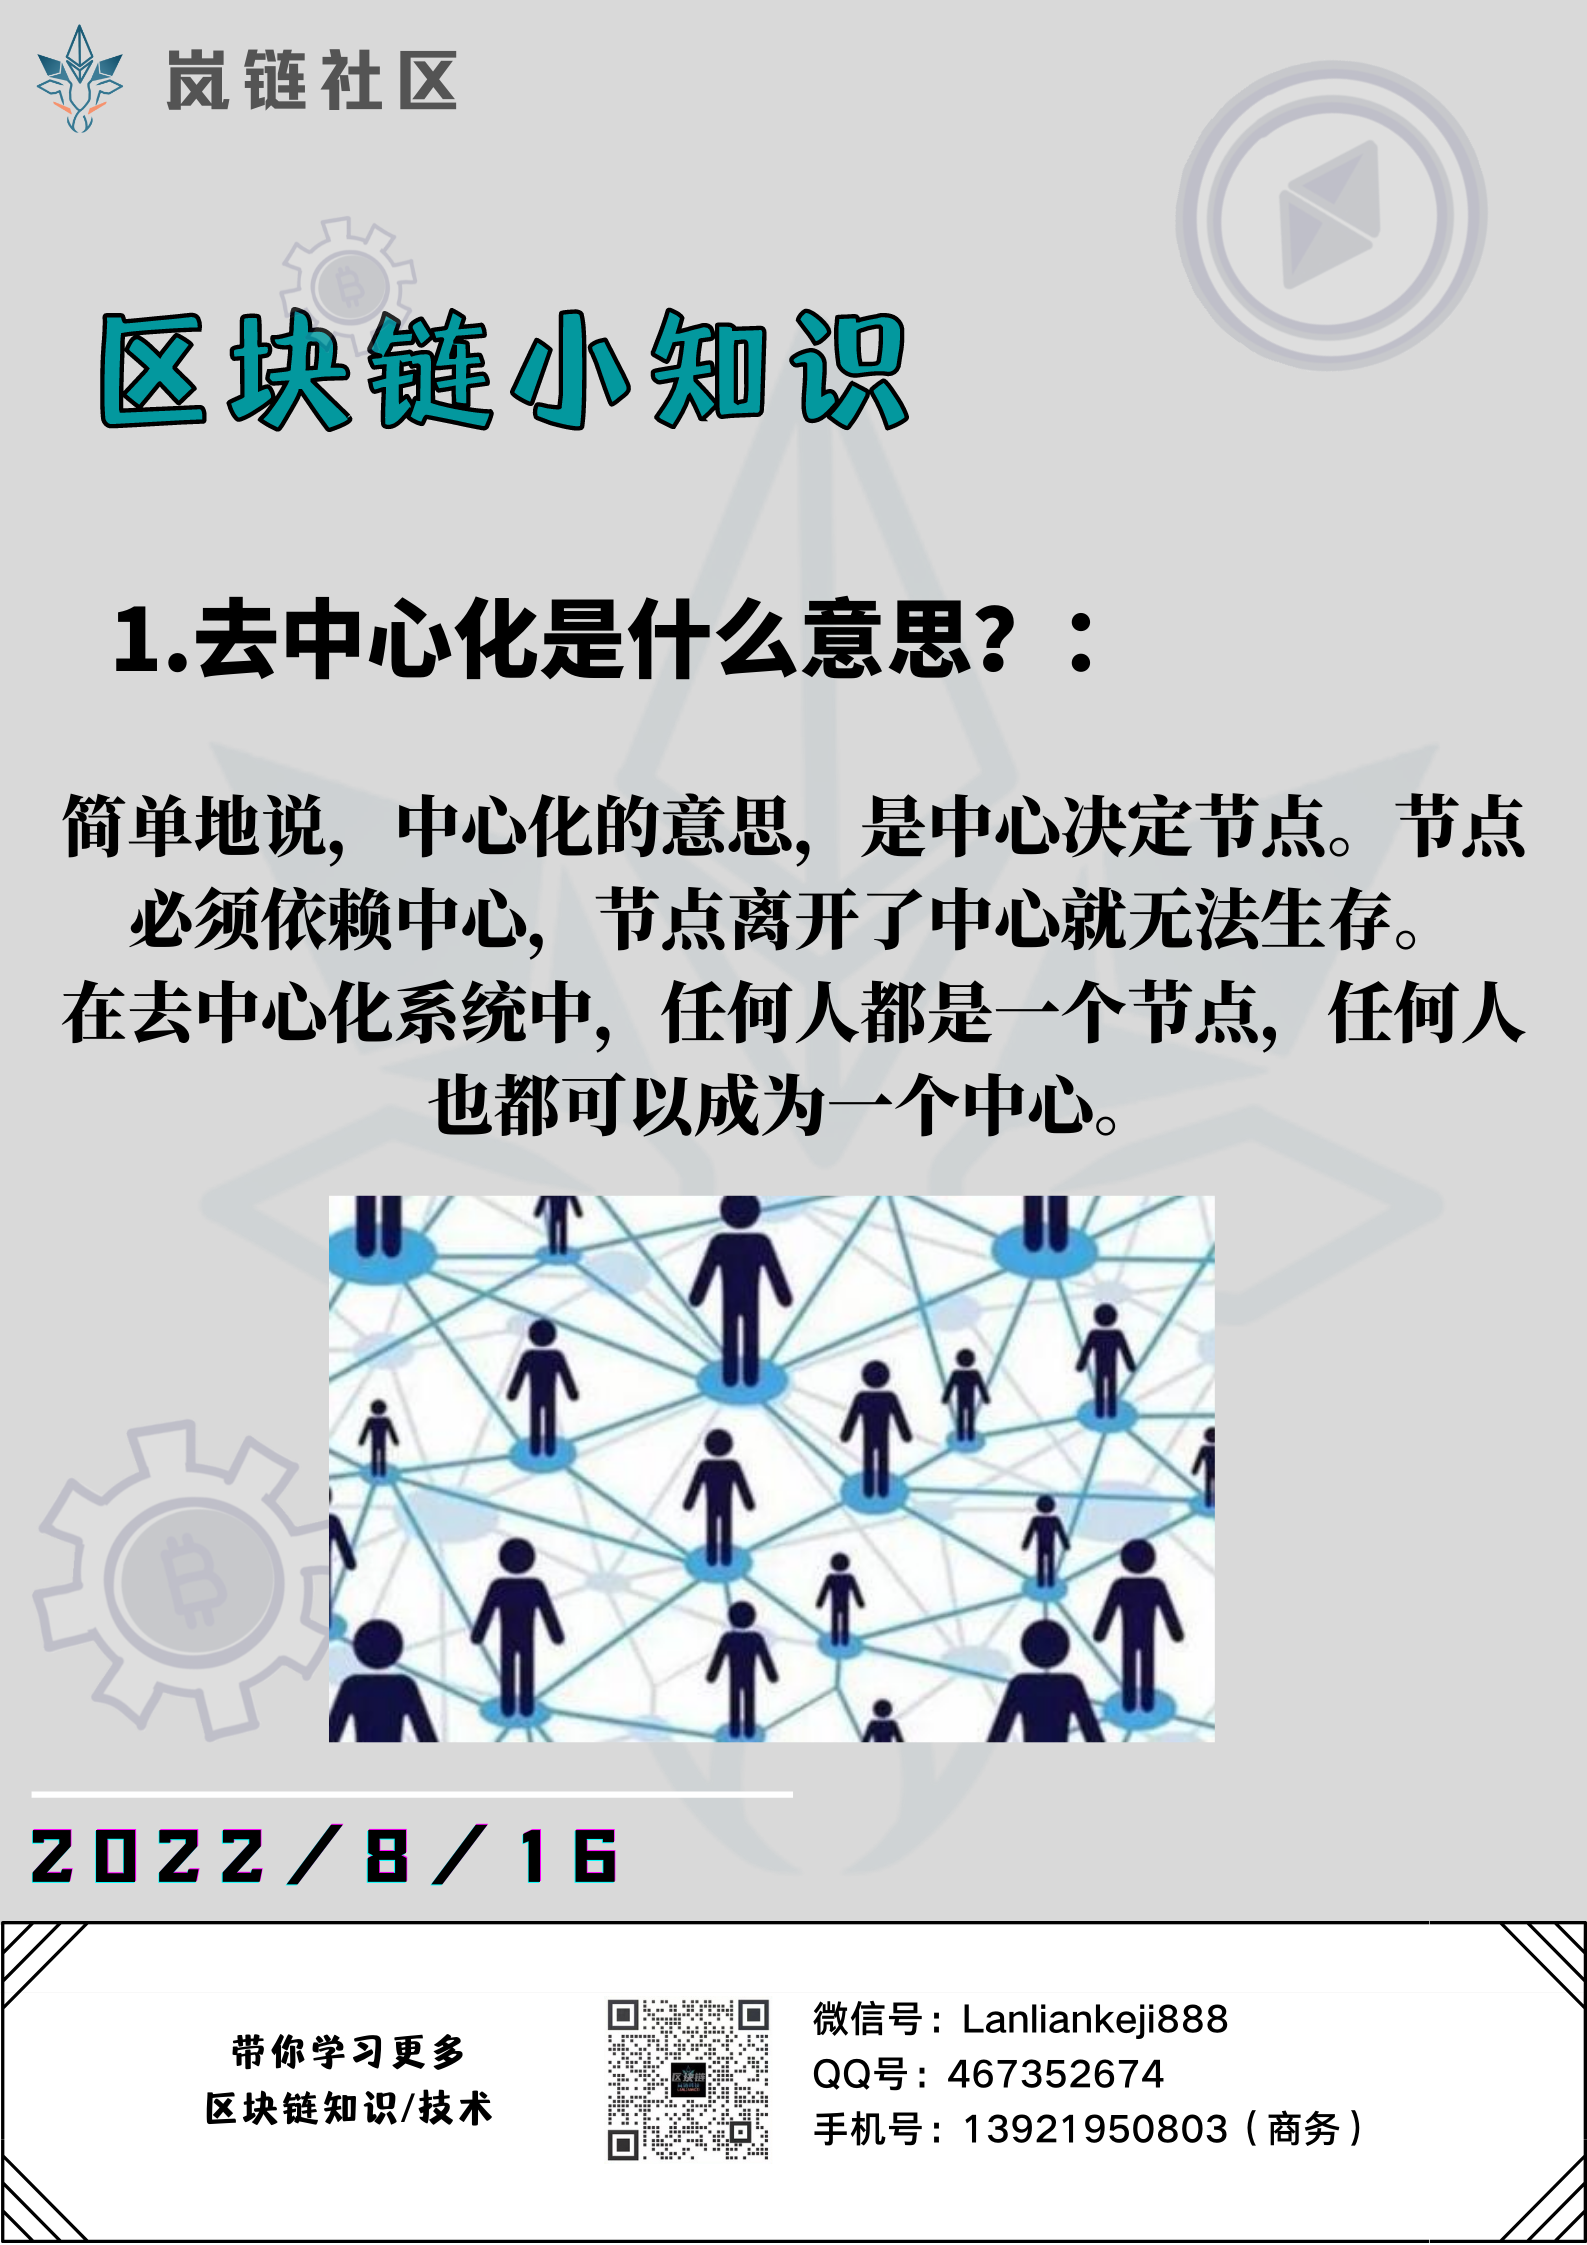 岚链社区
区块链小知识
1.去中心化是什么意思？：
简单地说，中心化的意思，是中心决定节点。节点
必须依赖中心，节点离开了中心就无法生存。
在去中心化系统中，任何人都是一个节点，任何人
也都可以成为一个中心。
2022/8/16
带你学习更多
区块链知识/技术
区块链
微信号：Lanliankeji888
QQ号：467352674
手机号：13921950803（商务）